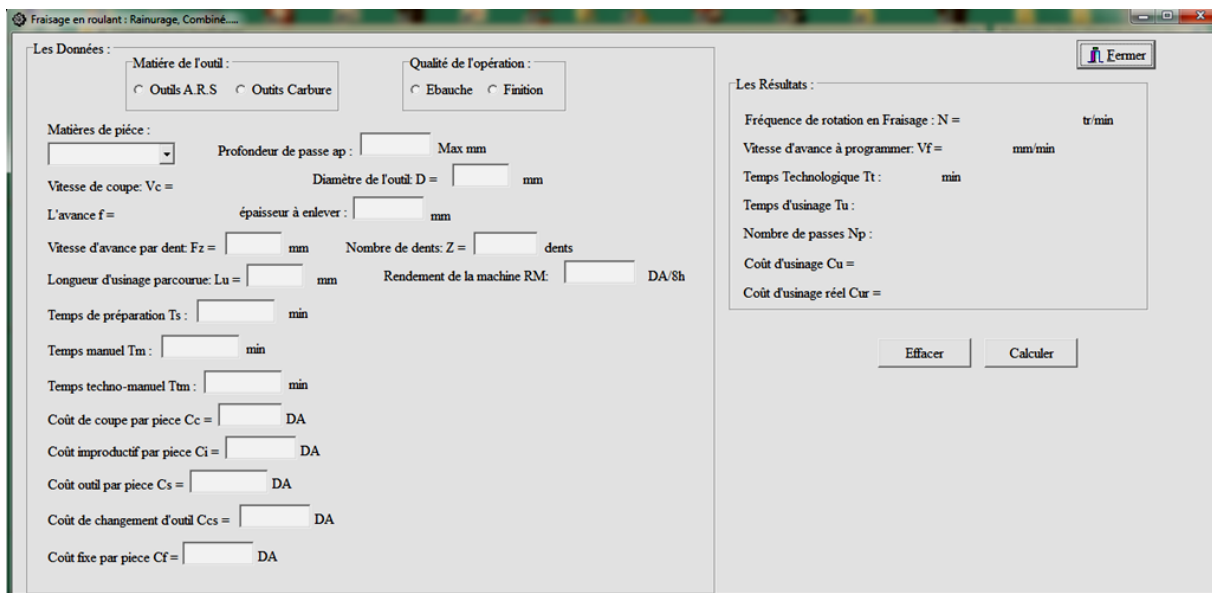 Fraisage en roulant : Rainurage, Combiné.....
Fermer
Les Données :
Matiére de l'outil :
Outils A.R.S Outits Carbure
Qualité de l'opération :
Ebauche Finition
Matières de piéce :
Profondeur de passe ap : Max mm
Vitesse de coupe: Vc =
Diamètre de l'outil: D = mm
L'avance f = épaisseur à enlever : mm
Vitesse d'avance par dent: Fz = mm Nombre de dents: Z = dents
Longueur d'usinage parcourue: Lu = mm Rendement de la machine RM: DA/8h
Temps de préparation Ts : min
Temps manuel Tm : min
Temps techno-manuel Ttm : min
Coût de coupe par piece Cc = DA
Coût improductif par piece Ci = DA
Coût outil par piece Cs = DA
Coût de changement d'outil Ccs = DA
Coût fixe par piece Cf = DA
Les Résultats :
Fréquence de rotation en Fraisage : N = tr/min
Vitesse d'avance à programmer: Vf = mm/min
Temps Technologique Tt : min
Temps d'usinage Tu :
Nombre de passes Np :
Coût d'usinage Cu =
Coût d'usinage réel Cur =
Effacer Calculer